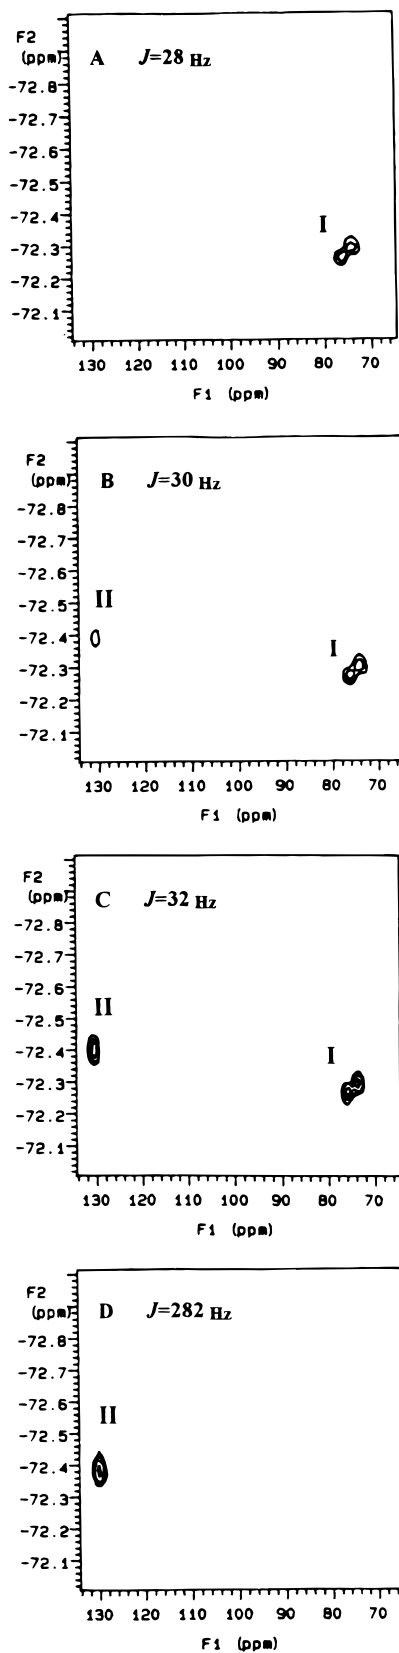 F2
(ppm)
A J=28 Hz
-72.8
-72.7
-72.6
-72.5
-72.4
I
-72.3
-72.2
-72.1
130 120 110 100 90 80 70
F1 (ppm)
F2
(ppm)
B J=30 Hz
-72.8
-72.7
-72.6
II
-72.5
-72.4
I
-72.3
-72.2
-72.1
130 120 110 100 90 80 70
F1 (ppm)
F2
(ppm)
C J=32 Hz
-72.8
-72.7
-72.6
II
-72.5
-72.4
I
-72.3
-72.2
-72.1
130 120 110 100 90 80 70
F1 (ppm)
F2
(ppm)
D J=282 Hz
-72.8
-72.7
-72.6
II
-72.5
-72.4
-72.3
-72.2
-72.1
130 120 110 100 90 80 70
F1 (ppm)